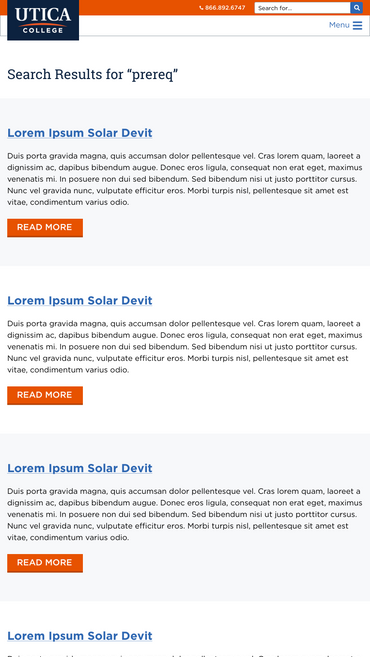 UTICA
COLLEGE
866.892.6747
Search for...
Menu
Search Results for “prereq”
Lorem Ipsum Solar Devit
Duis porta gravida magna, quis accumsan dolor pellentesque vel. Cras lorem quam, laoreet a
dignissim ac, dapibus bibendum augue. Donec eros ligula, consequat non erat eget, maximus
venenatis mi. In posuere non dui sed bibendum. Sed bibendum nisi ut justo porttitor cursus.
Nunc vel gravida nunc, vulputate efficitur eros. Morbi turpis nisl, pellentesque sit amet est
vitae, condimentum varius odio.
READ MORE
Lorem Ipsum Solar Devit
Duis porta gravida magna, quis accumsan dolor pellentesque vel. Cras lorem quam, laoreet a
dignissim ac, dapibus bibendum augue. Donec eros ligula, consequat non erat eget, maximus
venenatis mi. In posuere non dui sed bibendum. Sed bibendum nisi ut justo porttitor cursus.
Nunc vel gravida nunc, vulputate efficitur eros. Morbi turpis nisl, pellentesque sit amet est
vitae, condimentum varius odio.
READ MORE
Lorem Ipsum Solar Devit
Duis porta gravida magna, quis accumsan dolor pellentesque vel. Cras lorem quam, laoreet a
dignissim ac, dapibus bibendum augue. Donec eros ligula, consequat non erat eget, maximus
venenatis mi. In posuere non dui sed bibendum. Sed bibendum nisi ut justo porttitor cursus.
Nunc vel gravida nunc, vulputate efficitur eros. Morbi turpis nisl, pellentesque sit amet est
vitae, condimentum varius odio.
READ MORE
Lorem Ipsum Solar Devit